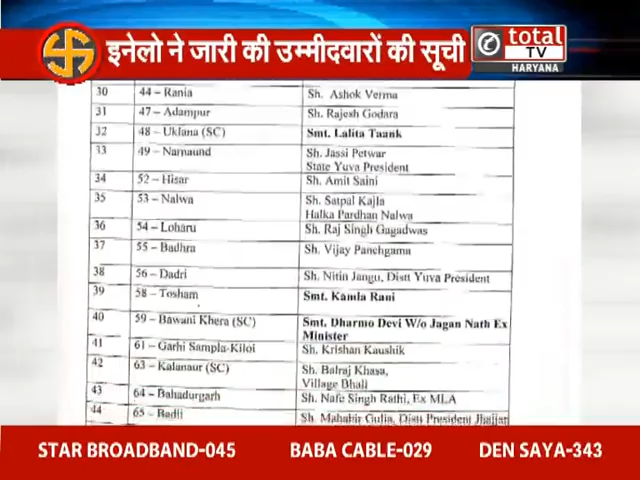 इनेलो ने जारी की उम्मीदवारों की सूची
total
TV
HARYANA
30 44 – Rania Sh. Ashok Verma
31 47 – Adampur Sh. Rajesh Godara
32 48 – Uklana (SC) Smt. Lalita Taank
33 49 – Narnaund Sh. Jassi Petwar
State Yuva President
34 52 – Hisar Sh. Amit Saini
35 53 – Nalwa Sh. Satpal Kajla
Halka Pardhan Nalwa
36 54 – Loharu Sh. Raj Singh Gagadwas
37 55 – Badhra Sh. Vijay Panchgama
38 56 – Dadri Sh. Nitin Jangu, Distt Yuva President
39 58 – Tosham Smt. Kamla Rani
40 59 – Bawani Khera (SC) Smt. Dharmo Devi W/o Jagan Nath Ex
Minister
41 61 – Garhi Sampla-Kiloi Sh. Krishan Kaushik
42 63 – Kalanaur (SC) Sh. Balraj Khasa,
Village Bhali
43 64 – Bahadurgarh Sh. Nafe Singh Rathi, Ex MLA
44 65 – Badli Sh. Mahabir Gulia, Distt President Jhajjar
STAR BROADBAND-045 BABA CABLE-029 DEN SAYA-343